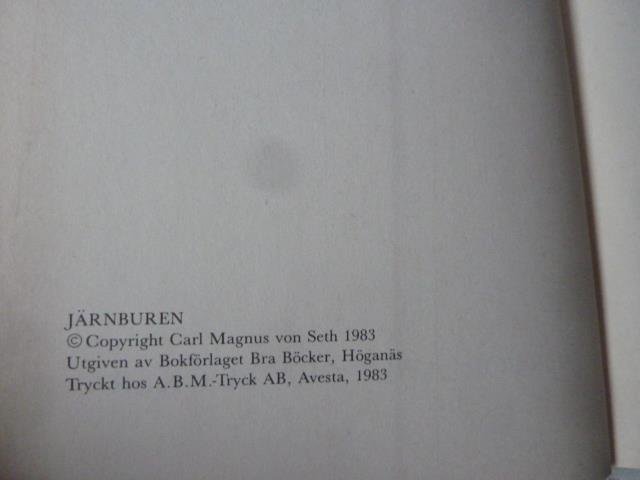 JÄRNBUREN
© Copyright Carl Magnus von Seth 1983
Utgiven av Bokförlaget Bra Böcker, Höganäs
Tryckt hos A.B.M.-Tryck AB, Avesta, 1983